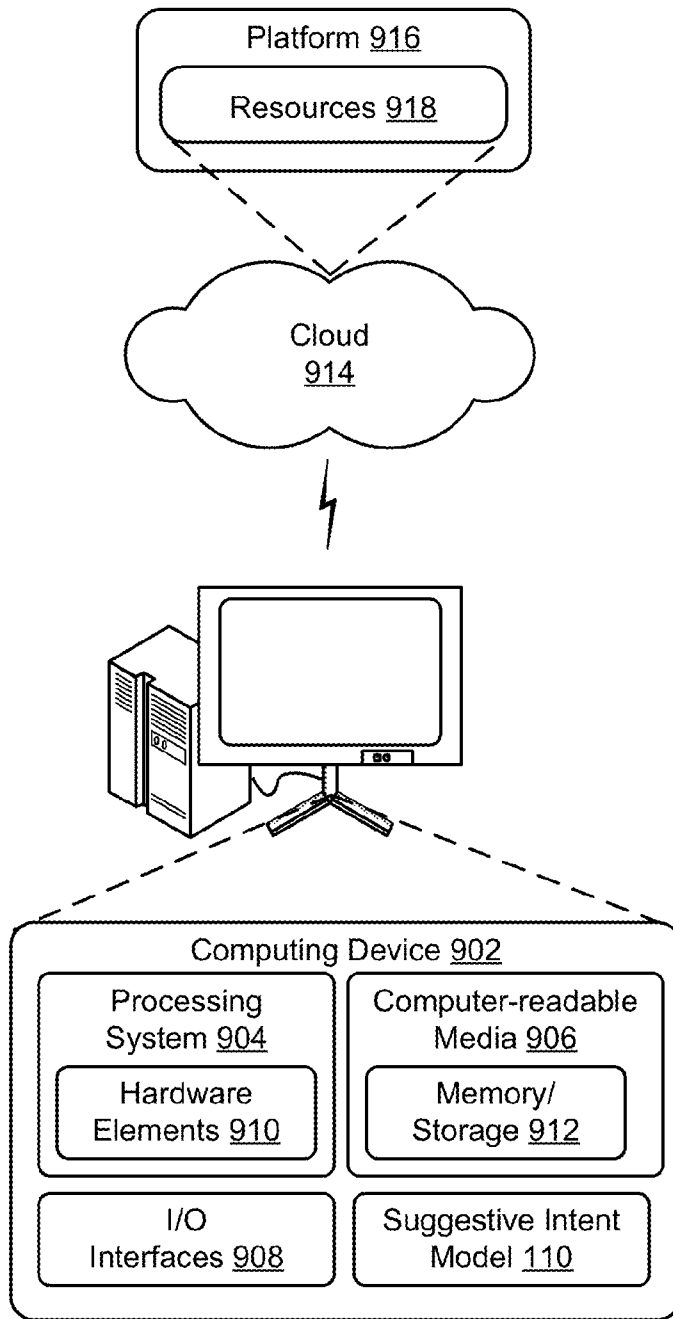 Platform 916
Resources 918
Cloud
914
Computing Device 902
Processing
System 904
Hardware
Elements 910
Computer-readable
Media 906
Memory/
Storage 912
I/O
Interfaces 908
Suggestive Intent
Model 110